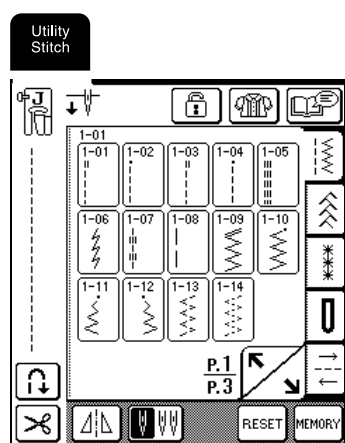 Utility
Stitch
J
1-01
1-01 1-02 1-03 1-04 1-05
1-06 1-07 1-08 1-09 1-10
1-11 1-12 1-13 1-14
P.1
P.3
RESET MEMORY